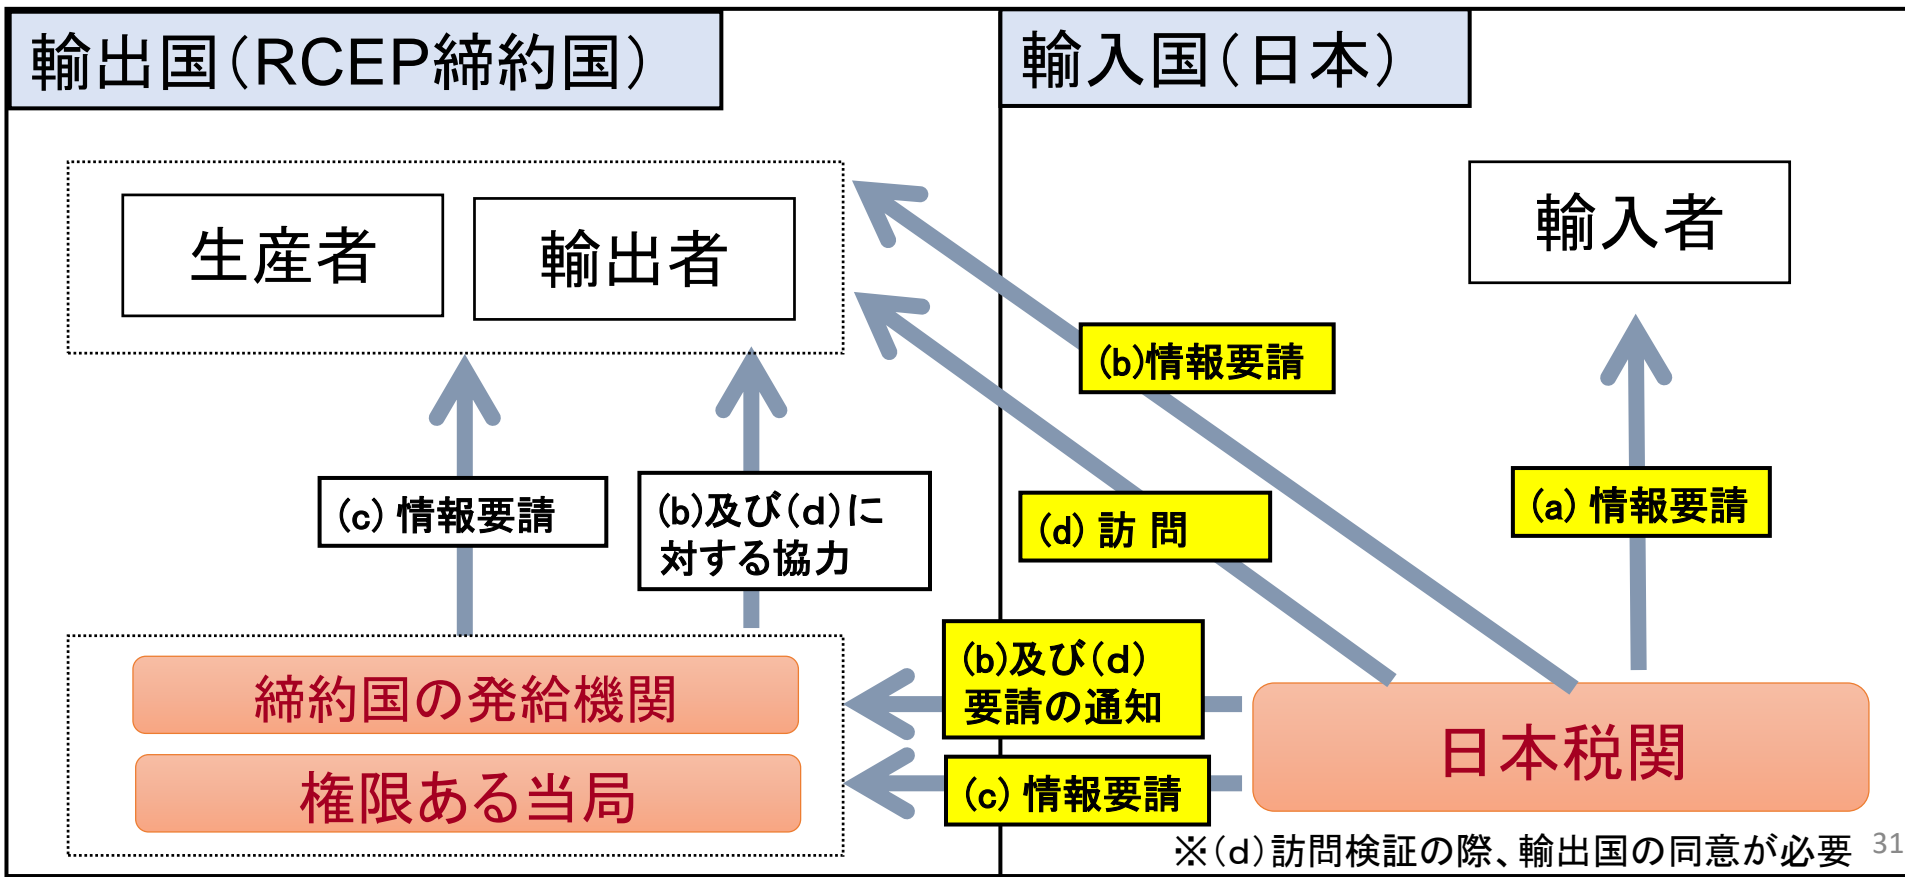 輸出国（RCEP締約国）
輸入国（日本）
生産者
輸出者
輸入者
(b)情報要請
(c) 情報要請
(b)及び(d)に
対する協力
(d) 訪 問
(a) 情報要請
締約国の発給機関
権限ある当局
(b)及び(d)
要請の通知
(c) 情報要請
日本税関
※(d)訪問検証の際、輸出国の同意が必要
31